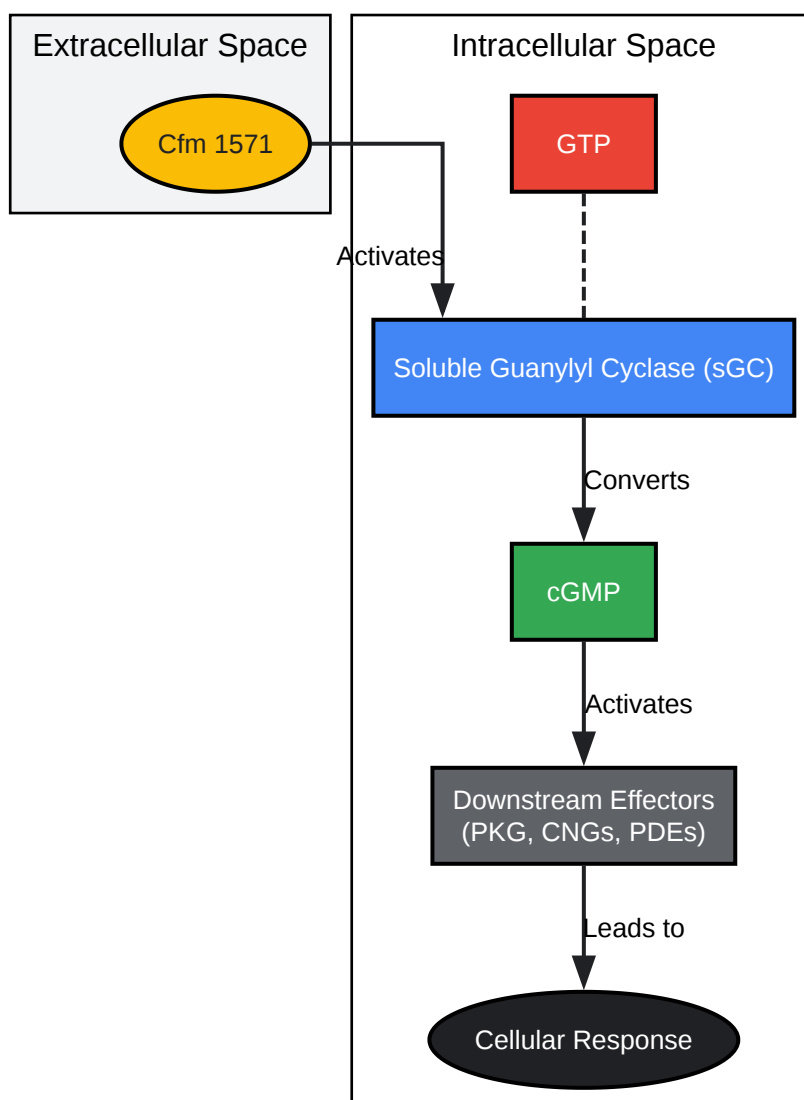 Extracellular Space
Intracellular Space
Cfm 1571
GTP
Activates
Soluble Guanylyl Cyclase (sGC)
Converts
cGMP
Activates
Downstream Effectors
(PKG, CNGs, PDEs)
Leads to
Cellular Response